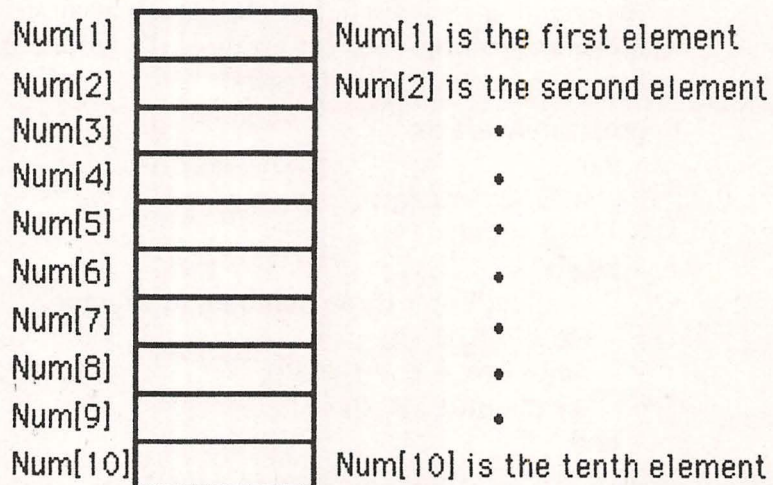 Num[1] Num[1] is the first element
Num[2] Num[2] is the second element
Num[3]
Num[4]
Num[5]
Num[6]
Num[7]
Num[8]
Num[9]
Num[10] Num[10] is the tenth element